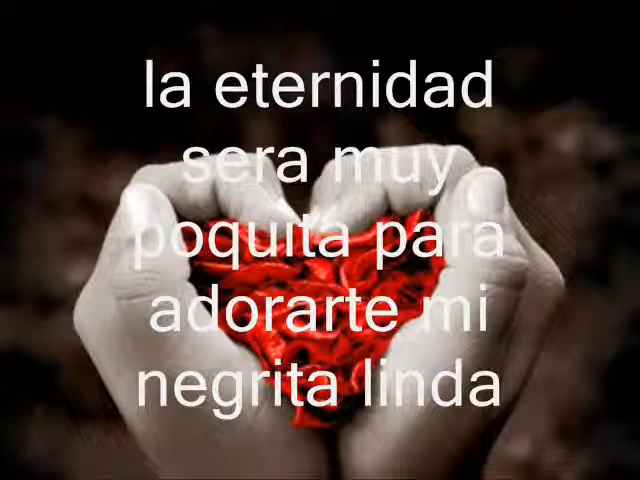 la eternidad
sera muy
poquita para
adorarte mi
negrita linda